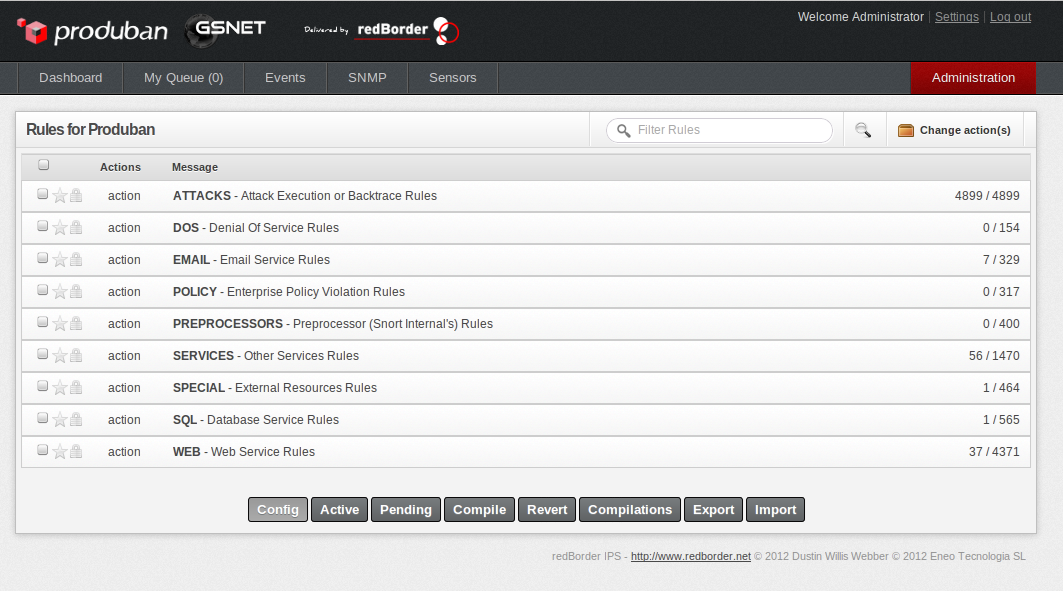 produban GSNET Delivered by redBorder
Welcome Administrator | Settings | Log out
Dashboard My Queue (0) Events SNMP Sensors Administration
Rules for Produban Filter Rules Change action(s)
Actions Message
action ATTACKS - Attack Execution or Backtrace Rules 4899 / 4899
action DOS - Denial Of Service Rules 0 / 154
action EMAIL - Email Service Rules 7 / 329
action POLICY - Enterprise Policy Violation Rules 0 / 317
action PREPROCESSORS - Preprocessor (Snort Internal's) Rules 0 / 400
action SERVICES - Other Services Rules 56 / 1470
action SPECIAL - External Resources Rules 1 / 464
action SQL - Database Service Rules 1 / 565
action WEB - Web Service Rules 37 / 4371
Config Active Pending Compile Revert Compilations Export Import
redBorder IPS - http://www.redborder.net © 2012 Dustin Willis Webber © 2012 Eneo Tecnologia SL